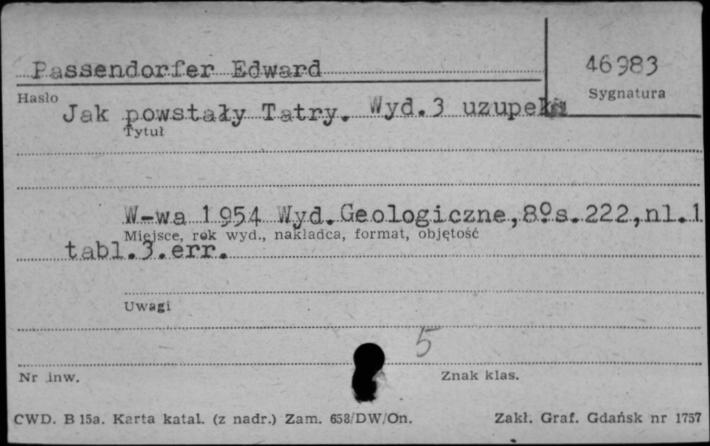 Passendorfer Edward
46983
Hasło
Sygnatura
Jak powstały Tatry. Wyd.3 uzupełn
Tytuł
W-wa 1954 Wyd.Geologiczne,8º s.222,nl.1
Miejsce, rok wyd., nakładca, format, objętość
tabl.3.err.
Uwagi
5
Nr inw.
Znak klas.
CWD. B 15a. Karta katal. (z nadr.) Zam. 658/DW/On.
Zakł. Graf. Gdańsk nr 1757